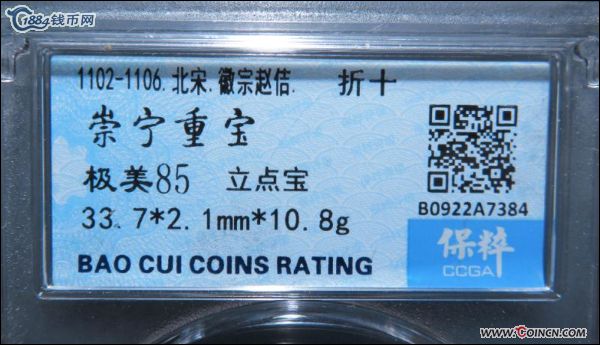 1884钱币网
1102-1106.北宋.徽宗赵佶. 折十
崇宁重宝
极美85 立点宝
33.7*2.1mm*10.8g
BAO CUI COINS RATING
B0922A7384
保粹
CCGA
www.COINCN.com